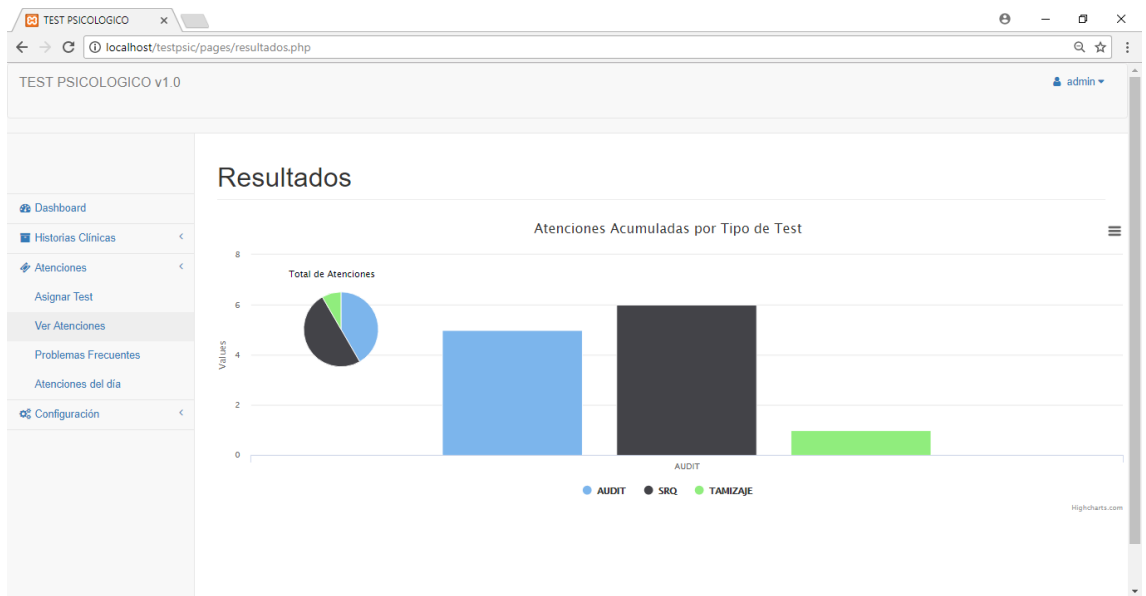 TEST PSICOLOGICO
localhost/testpsic/pages/resultados.php
TEST PSICOLOGICO v1.0
admin
Dashboard
Historias Clínicas
Atenciones
Asignar Test
Ver Atenciones
Problemas Frecuentes
Atenciones del día
Configuración
Resultados
Atenciones Acumuladas por Tipo de Test
Total de Atenciones
Values
8
6
4
2
0
AUDIT
AUDIT SRQ TAMIZAJE
Highcharts.com